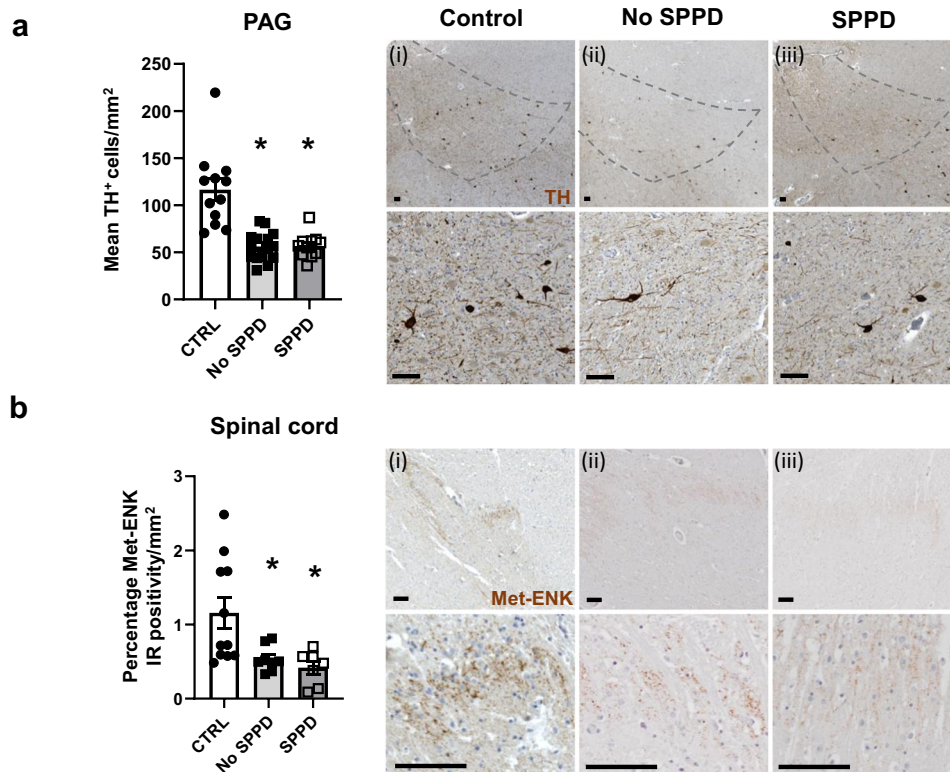 a
PAG
Mean TH⁺ cells/mm²
250
200
150
100
50
0
CTRL
No SPPD
SPPD
Control
No SPPD
SPPD
(i)
(ii)
(iii)
TH
b
Spinal cord
Percentage Met-ENK
IR positivity/mm²
3
2
1
0
*
*
*
*
CTRL
No SPPD
SPPD
(i)
(ii)
(iii)
Met-ENK